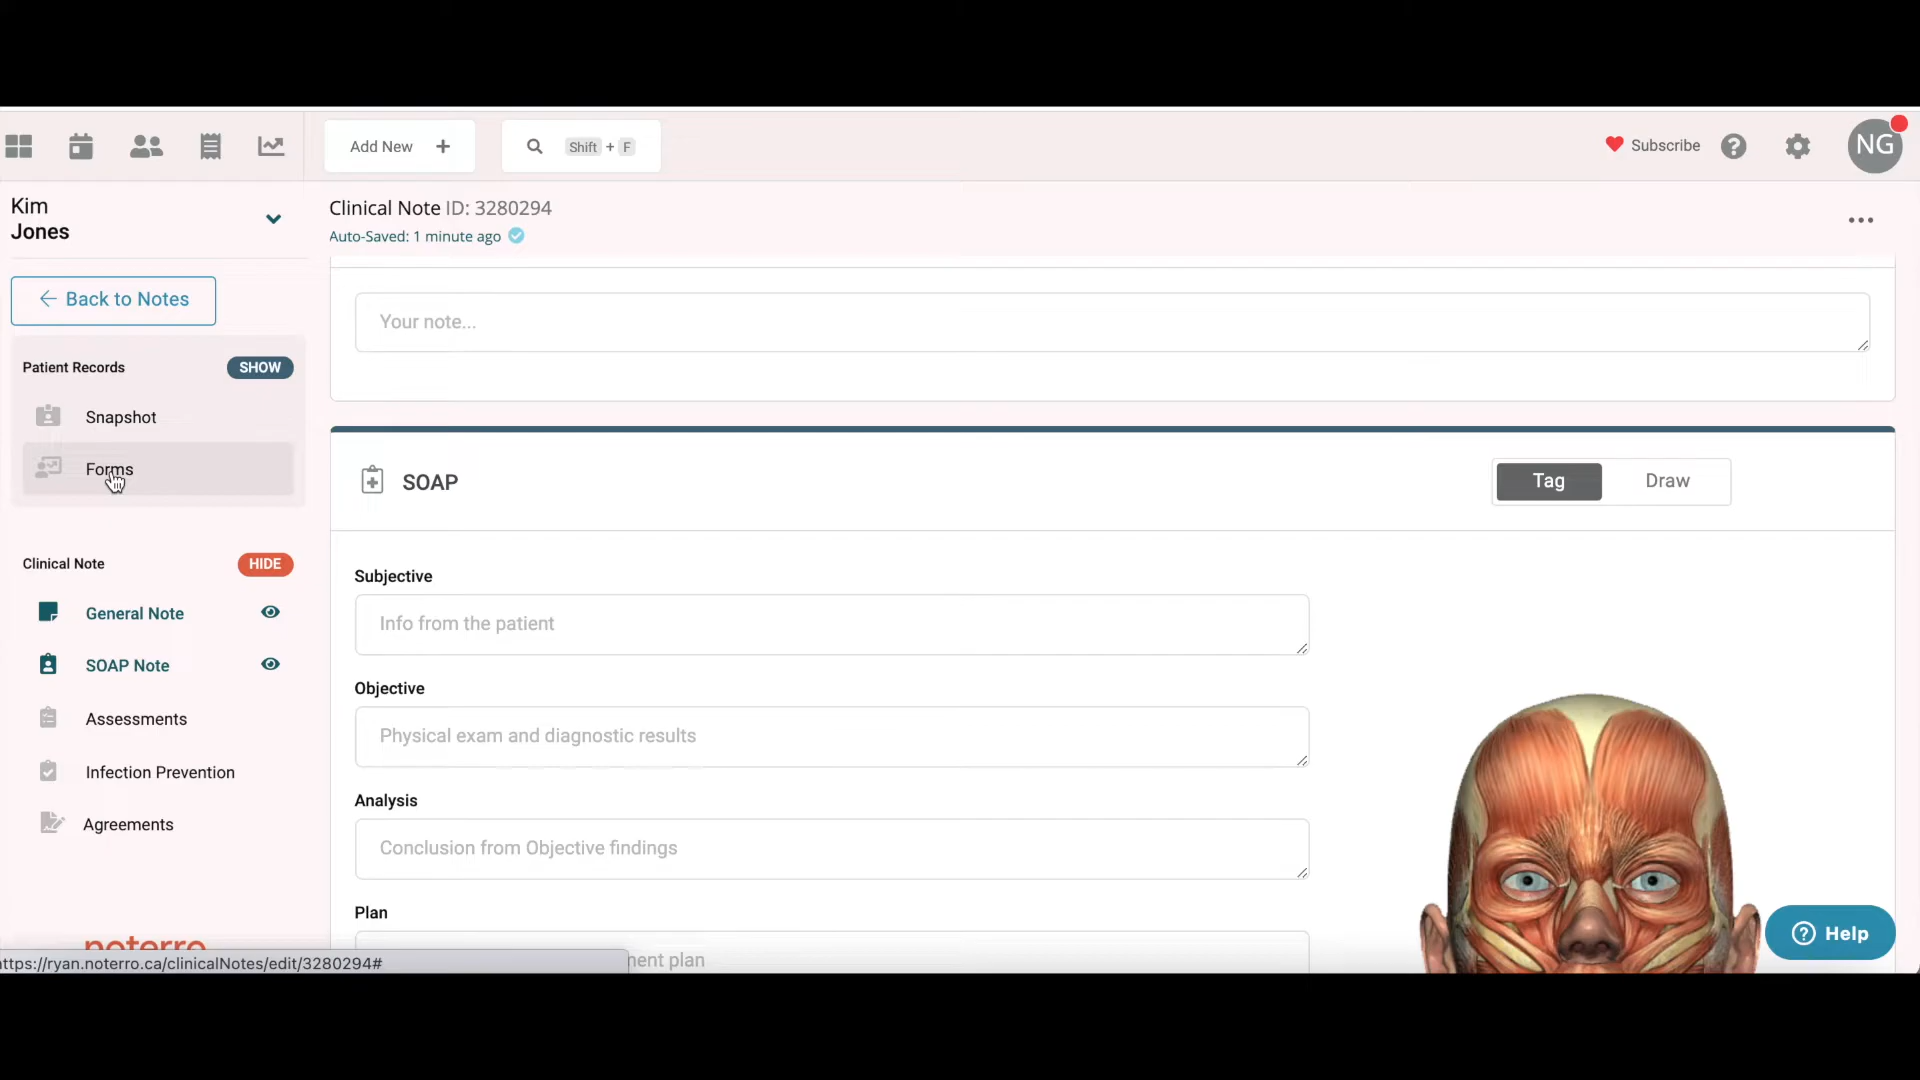 Add New +
Shift + F
Subscribe
NG
Kim
Jones
Clinical Note ID: 3280294
Auto-Saved: 1 minute ago
Back to Notes
Your note...
Patient Records SHOW
Snapshot
Forms
SOAP
Tag Draw
Clinical Note HIDE
General Note
SOAP Note
Assessments
Infection Prevention
Agreements
Subjective
Info from the patient
Objective
Physical exam and diagnostic results
Analysis
Conclusion from Objective findings
Plan
plan
noterro
ttps://ryan.noterro.ca/clinicalNotes/edit/3280294#
? Help